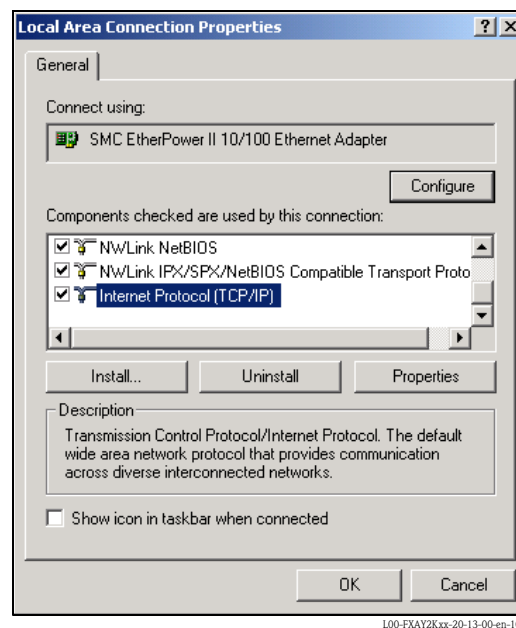 Local Area Connection Properties
General
Connect using:
SMC EtherPower II 10/100 Ethernet Adapter
Configure
Components checked are used by this connection:
NWLink NetBIOS
NWLink IPX/SPX/NetBIOS Compatible Transport Proto
Internet Protocol (TCP/IP)
Install... Uninstall Properties
Description
Transmission Control Protocol/Internet Protocol. The default
wide area network protocol that provides communication
across diverse interconnected networks.
Show icon in taskbar when connected
OK Cancel